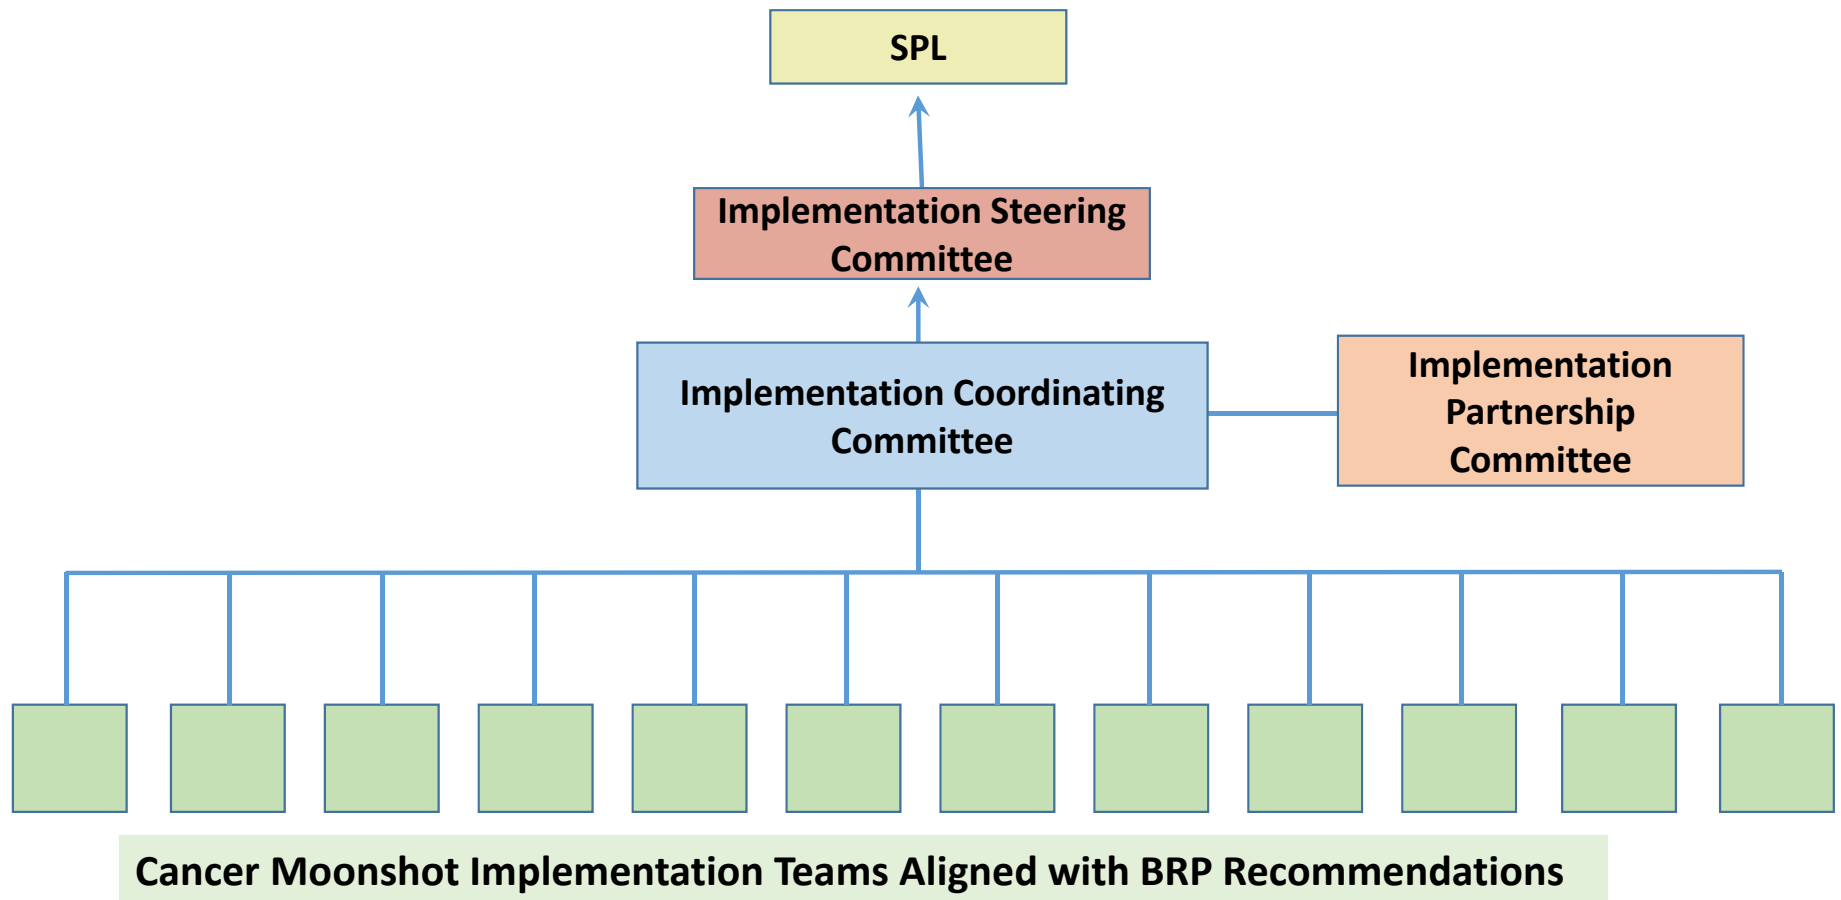 SPL
Implementation Steering
Committee
Implementation Coordinating
Committee
Implementation
Partnership
Committee
Cancer Moonshot Implementation Teams Aligned with BRP Recommendations